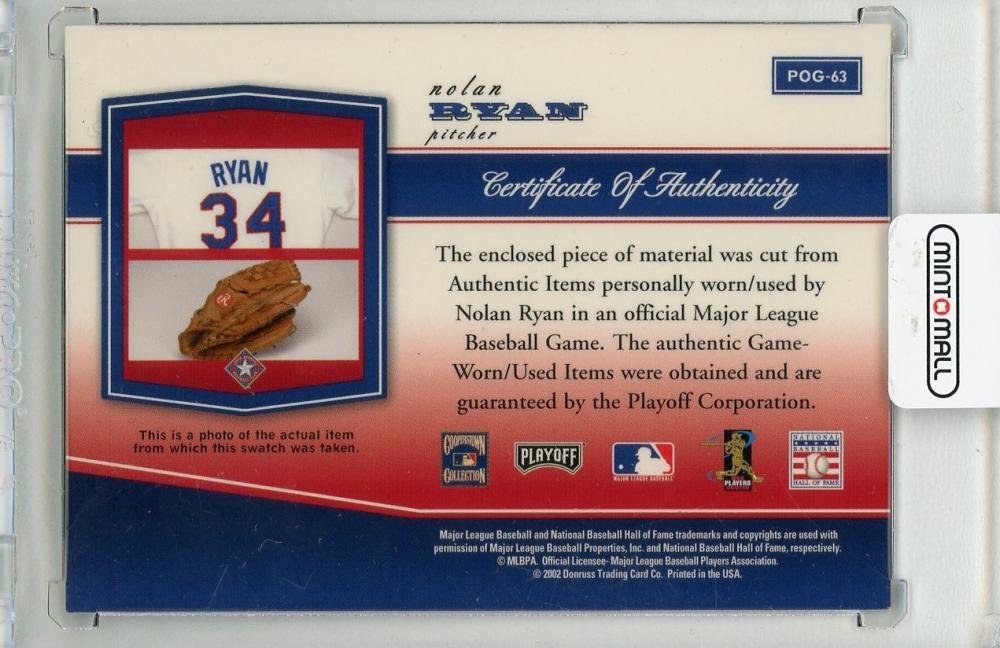 POG-63
nolan
RYAN
pitcher
Certificate Of Authenticity
RYAN
34
The enclosed piece of material was cut from
Authentic Items personally worn/used by
Nolan Ryan in an official Major League
Baseball Game. The authentic Game-
Worn/Used Items were obtained and are
guaranteed by the Playoff Corporation.
This is a photo of the actual item
from which this swatch was taken.
COOPERSTOWN
COLLECTION
PLAYOFF
MAJOR LEAGUE BASEBALL
PLAYERS
NATIONAL
BASEBALL
HALL OF FAME
Major League Baseball and National Baseball Hall of Fame trademarks and copyrights are used with
permission of Major League Baseball Properties, Inc. and National Baseball Hall of Fame, respectively.
© MLBPA. Official Licensee- Major League Baseball Players Association.
© 2002 Donruss Trading Card Co. Printed in the USA.
MINT MALL